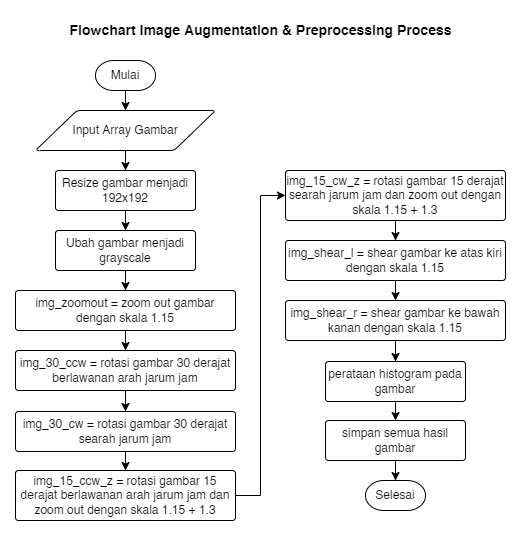 Flowchart Image Augmentation & Preprocessing Process
Mulai
Input Array Gambar
Resize gambar menjadi
192x192
Ubah gambar menjadi
grayscale
img_zoomout = zoom out gambar
dengan skala 1.15
img_30_ccw = rotasi gambar 30 derajat
berlawanan arah jarum jam
img_30_cw = rotasi gambar 30 derajat
searah jarum jam
img_15_ccw_z = rotasi gambar 15
derajat berlawanan arah jarum jam dan
zoom out dengan skala 1.15 + 1.3
img_15_cw_z = rotasi gambar 15 derajat
searah jarum jam dan zoom out dengan
skala 1.15 + 1.3
img_shear_l = shear gambar ke atas kiri
dengan skala 1.15
img_shear_r = shear gambar ke bawah
kanan dengan skala 1.15
perataan histogram pada
gambar
simpan semua hasil
gambar
Selesai